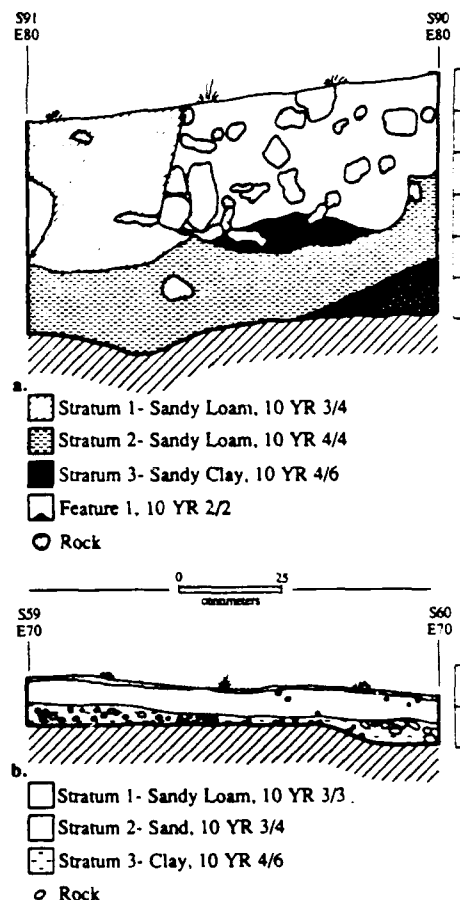 S91 S90
E80 E80
a.
Stratum 1- Sandy Loam, 10 YR 3/4
Stratum 2- Sandy Loam, 10 YR 4/4
Stratum 3- Sandy Clay, 10 YR 4/6
Feature 1, 10 YR 2/2
Rock
0 25
centimeters
S59 S60
E70 E70
b.
Stratum 1- Sandy Loam, 10 YR 3/3
Stratum 2- Sand, 10 YR 3/4
Stratum 3- Clay, 10 YR 4/6
Rock